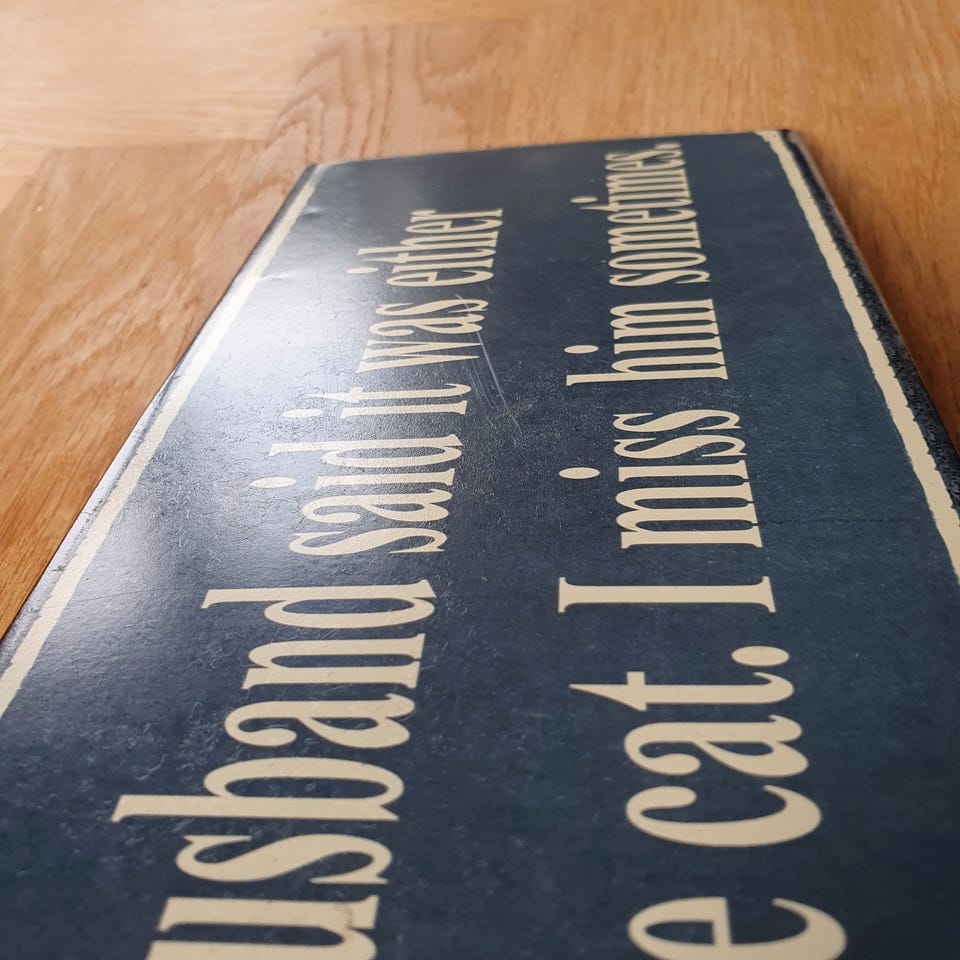 usband said it was either
e cat. I miss him sometimes.